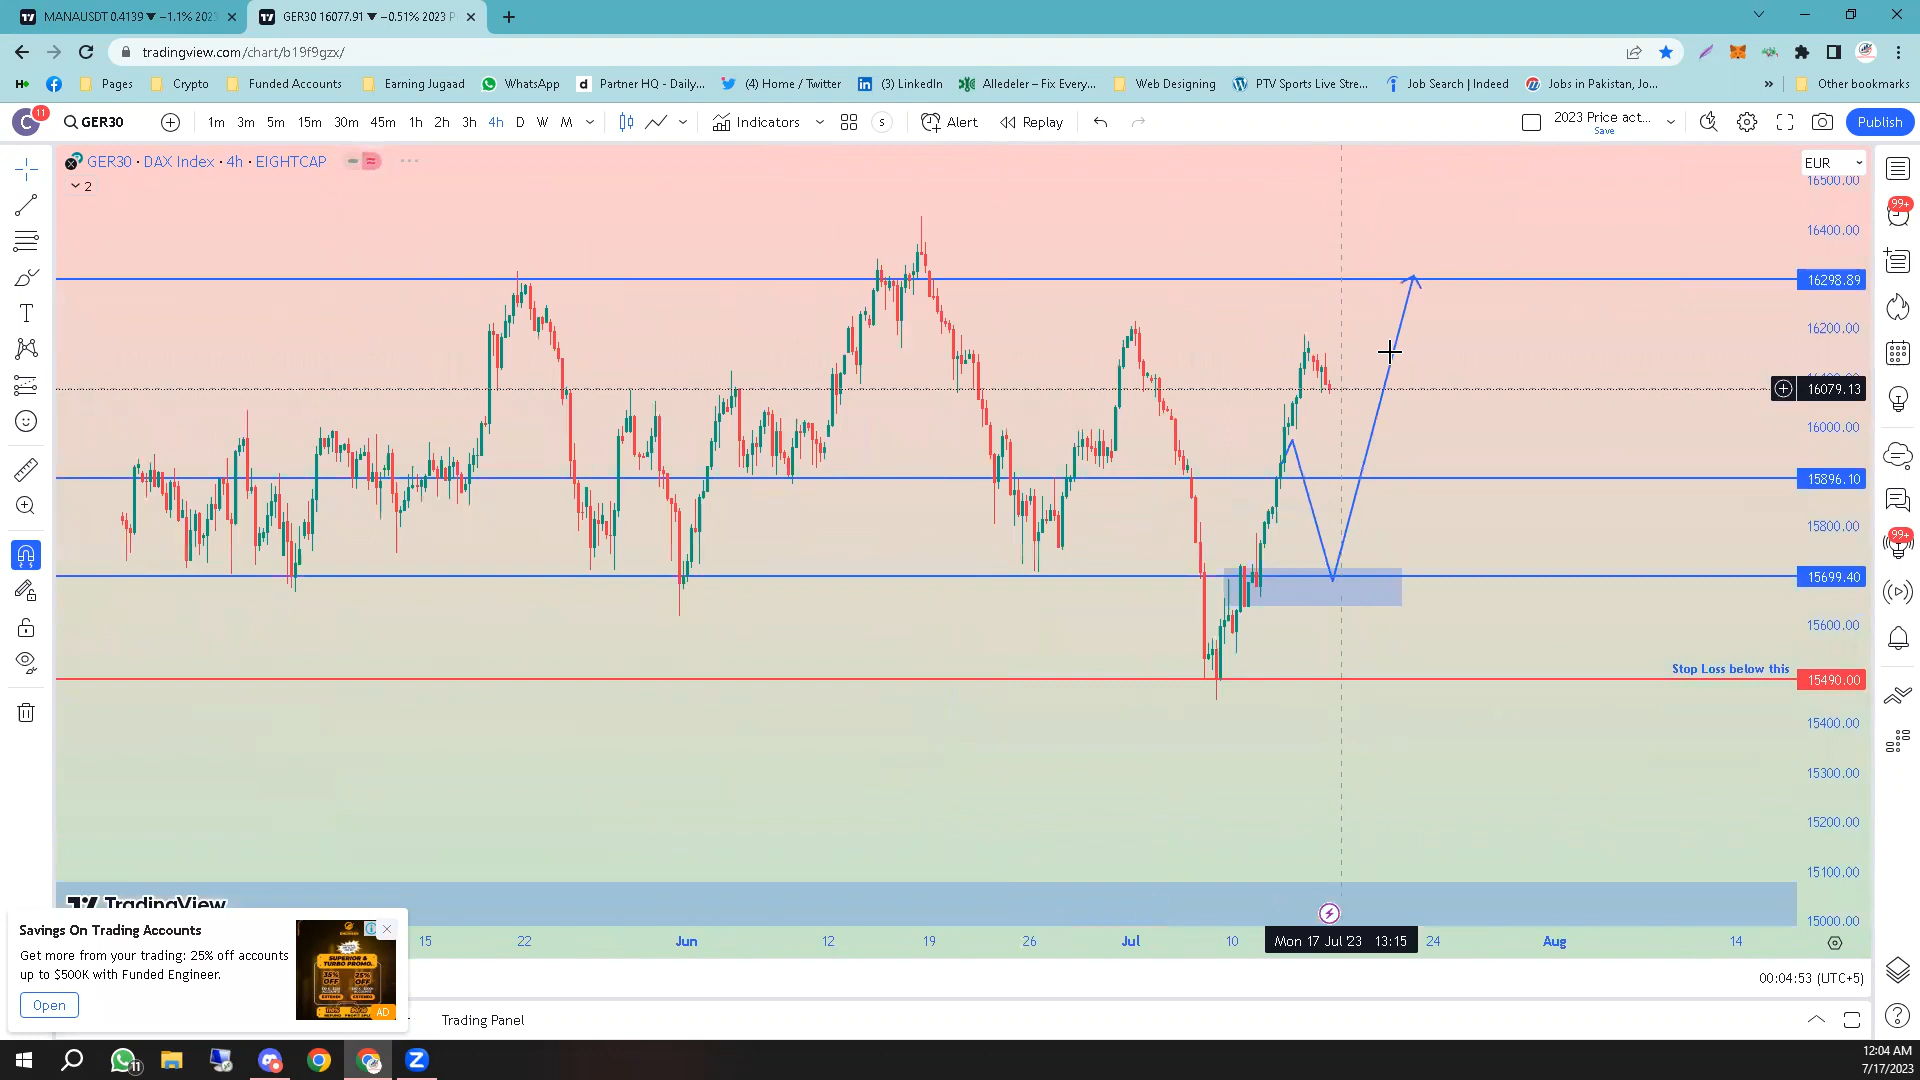 MANAUSDT 0.4139 ▼ −1.1% 202
GER30 16077.91 ▼ −0.51% 2023 P
tradingview.com/chart/b19f9gzx/
Pages
Crypto
Funded Accounts
Earning Jugaad
WhatsApp
Partner HQ - Daily...
(4) Home / Twitter
(3) LinkedIn
Alledeler – Fix Every...
Web Designing
PTV Sports Live Stre...
Job Search | Indeed
Jobs in Pakistan, Jo...
»
Other bookmarks
C
11
GER30
1m 3m 5m 15m 30m 45m 1h 2h 3h 4h D W M
Indicators
S
Alert
Replay
2023 Price act...
Save
Publish
GER30 · DAX Index · 4h · EIGHTCAP
2
EUR
16500.00
16400.00
16298.89
16200.00
16079.13
16000.00
15896.10
15800.00
15699.40
15600.00
Stop Loss below this
15490.00
15400.00
15300.00
15200.00
15100.00
15000.00
99+
99+
TradingView
15 22 Jun 12 19 26 Jul 10 Mon 17 Jul '23 13:15 24 Aug 14
Savings On Trading Accounts
Get more from your trading: 25% off accounts
up to $500K with Funded Engineer.
Open
SUPERIOR &
TURBO PROMO
AD
00:04:53 (UTC+5)
Trading Panel
11
12:04 AM
7/17/2023